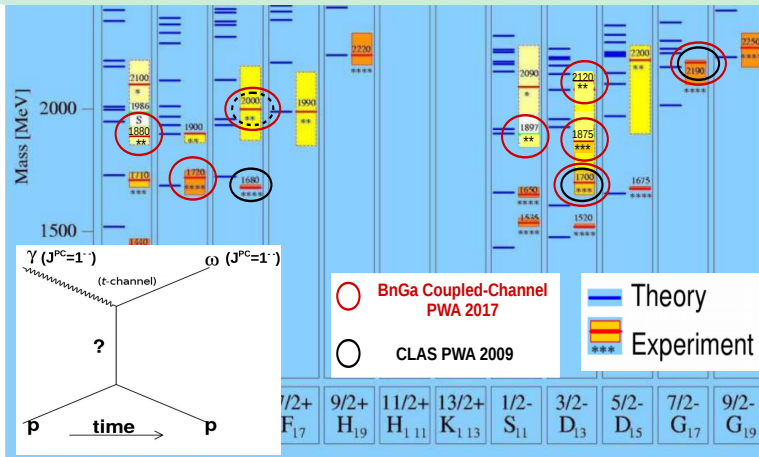 2220
2250
****
****
2100
*
1986
S
1880
**
2000
**
1990
**
1900
**
1710
***
1720
****
1680
****
2090
*
2120
**
2200
**
2190
****
1897
**
1875
***
1700
***
1650
****
1675
****
1535
****
1520
****
1440
Mass [MeV]
2000
1500
γ (J^PC=1--)
ω (J^PC=1--)
(t-channel)
?
p
time
p
BnGa Coupled-Channel
PWA 2017
CLAS PWA 2009
Theory
Experiment
***
7/2+
F17
9/2+
H19
11/2+
H1 11
13/2+
K1 13
1/2-
S11
3/2-
D13
5/2-
D15
7/2-
G17
9/2-
G19